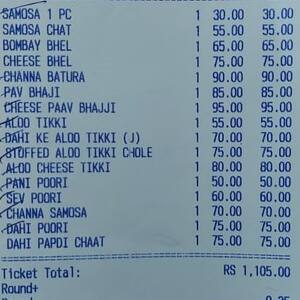 SAMOSA 1 PC 1 30.00 30.00
SAMOSA CHAT 1 55.00 55.00
BOMBAY BHEL 1 65.00 65.00
CHEESE BHEL 1 75.00 75.00
CHANNA BATURA 1 90.00 90.00
PAV BHAJI 1 85.00 85.00
CHEESE PAAV BHAJJI 1 95.00 95.00
ALOO TIKKI 1 55.00 55.00
DAHI KE ALOO TIKKI (J) 1 70.00 70.00
STOFFED ALOO TIKKI CHOLE 1 75.00 75.00
ALOO CHEESE TIKKI 1 80.00 80.00
PANI POORI 1 50.00 50.00
SEV POORI 1 60.00 60.00
CHANNA SAMOSA 1 70.00 70.00
DAHI POORI 1 75.00 75.00
DAHI PAPDI CHAAT 1 75.00 75.00
Ticket Total: RS 1,105.00
Round+